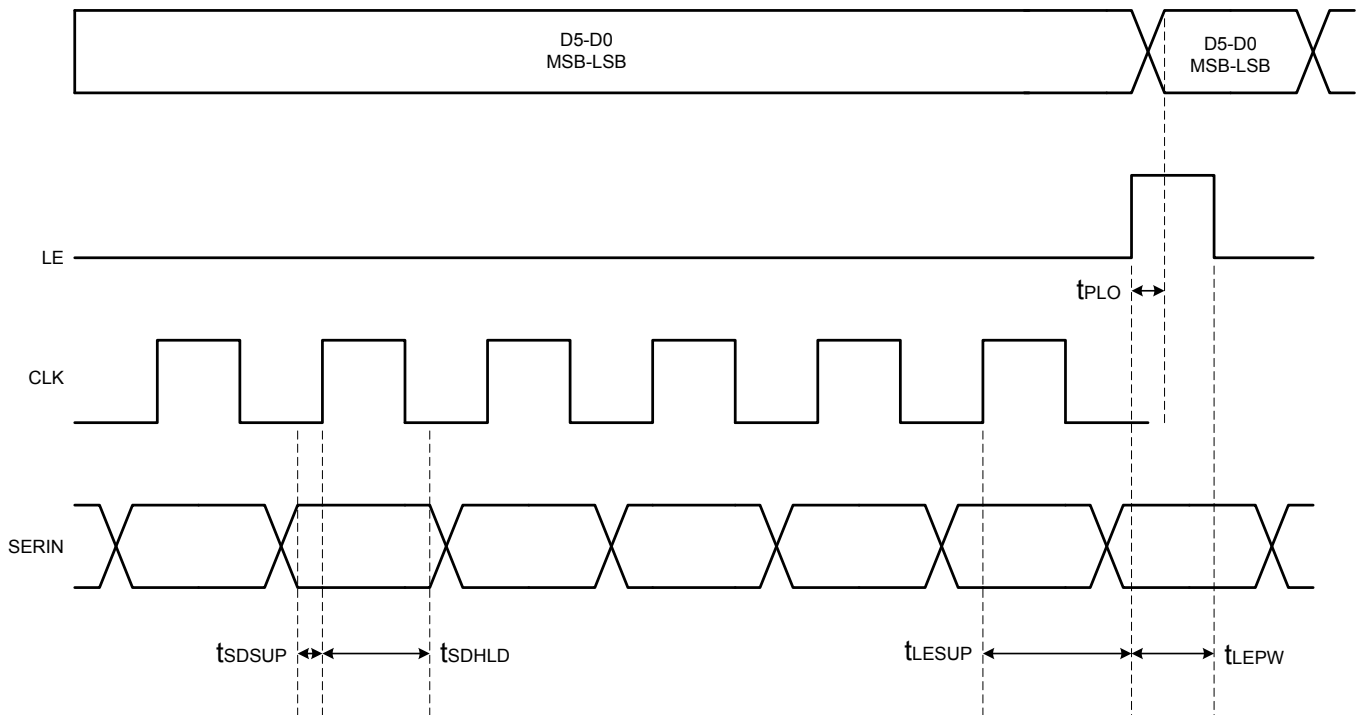 D5-D0
MSB-LSB
D5-D0
MSB-LSB
LE
tPLO
CLK
SERIN
tSDSUP
tSDHLD
tLESUP
tLEPW